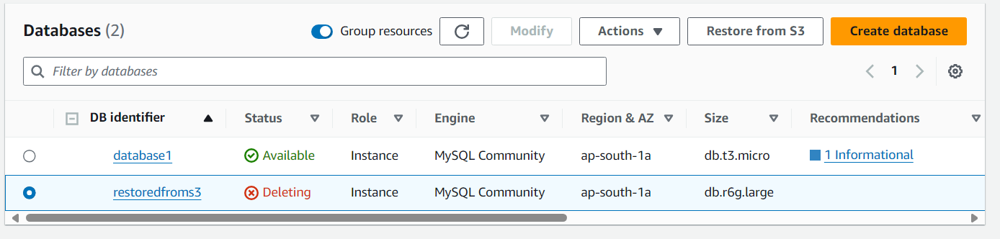 Databases (2)
Group resources
Modify
Actions
Restore from S3
Create database
Filter by databases
1
DB identifier Status Role Engine Region & AZ Size Recommendations
database1 Available Instance MySQL Community ap-south-1a db.t3.micro 1 Informational
restoredfroms3 Deleting Instance MySQL Community ap-south-1a db.r6g.large